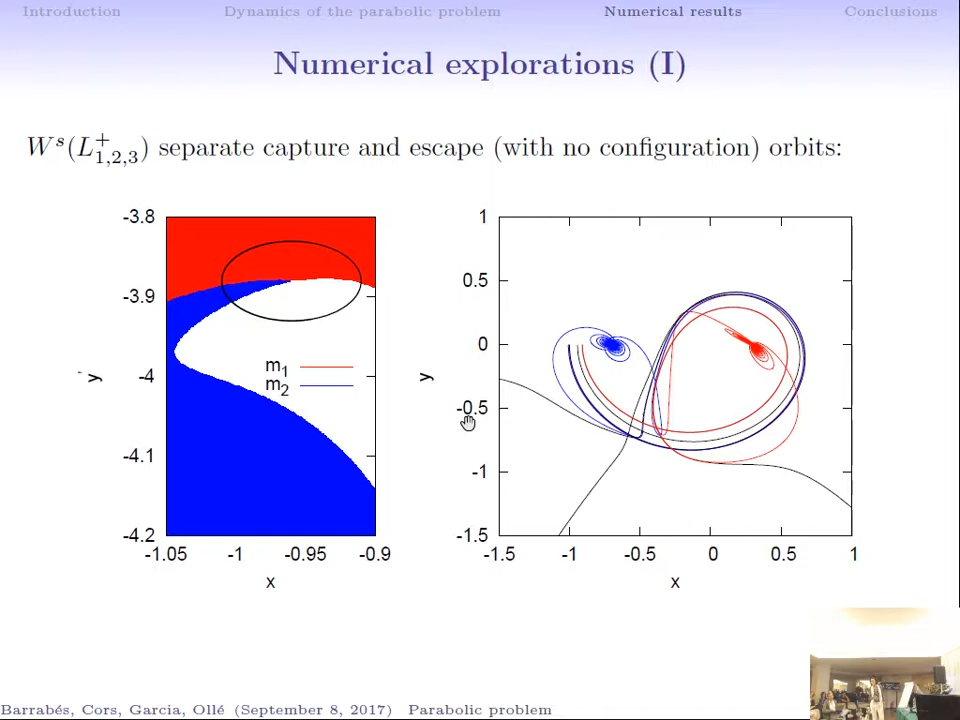 Introduction Dynamics of the parabolic problem Numerical results Conclusions
Numerical explorations (I)
Wˢ(L⁺₁,₂,₃) separate capture and escape (with no configuration) orbits:
-3.8
-3.9
-4
-4.1
-4.2
y
m₁
m₂
-1.05 -1 -0.95 -0.9
x
1
0.5
0
-0.5
-1
-1.5
y
-1.5 -1 -0.5 0 0.5 1
x
Barrabés, Cors, Garcia, Ollé (September 8, 2017) Parabolic problem